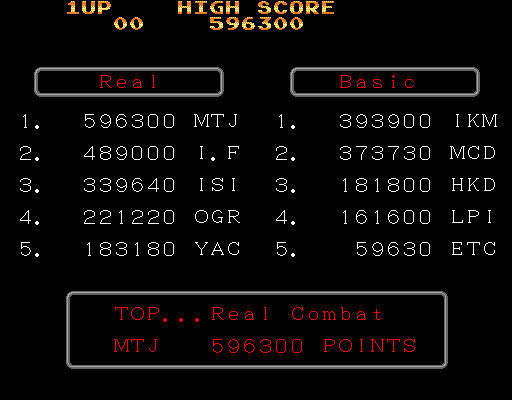 1UP HIGH SCORE
00 596300
Real Basic
1. 596300 MTJ 1. 393900 IKM
2. 489000 I.F 2. 373730 MCD
3. 339640 ISI 3. 181800 HKD
4. 221220 OGR 4. 161600 LPI
5. 183180 YAC 5. 59630 ETC
TOP...Real Combat
MTJ 596300 POINTS